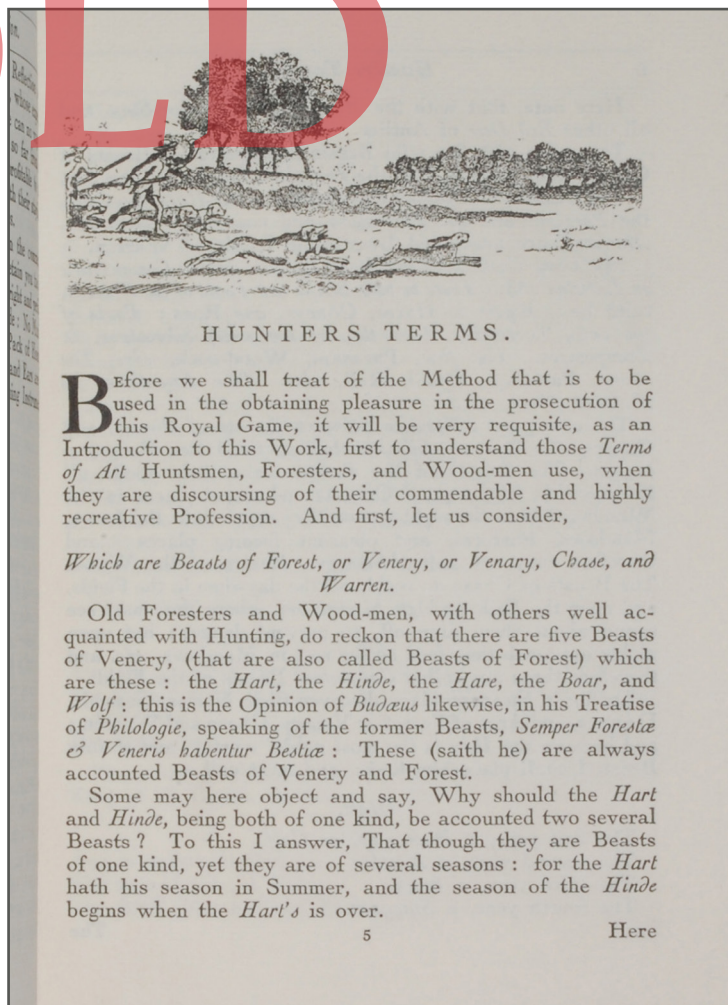 OLD
HUNTERS TERMS.
BEfore we shall treat of the Method that is to be
used in the obtaining pleasure in the prosecution of
this Royal Game, it will be very requisite, as an
Introduction to this Work, first to understand those Terms
of Art Huntsmen, Foresters, and Wood-men use, when
they are discoursing of their commendable and highly
recreative Profession. And first, let us consider,
Which are Beasts of Forest, or Venery, or Venary, Chase, and
Warren.
Old Foresters and Wood-men, with others well ac-
quainted with Hunting, do reckon that there are five Beasts
of Venery, (that are also called Beasts of Forest) which
are these : the Hart, the Hinde, the Hare, the Boar, and
Wolf : this is the Opinion of Budæus likewise, in his Treatise
of Philologie, speaking of the former Beasts, Semper Forestæ
& Veneris habentur Bestiæ : These (saith he) are always
accounted Beasts of Venery and Forest.
Some may here object and say, Why should the Hart
and Hinde, being both of one kind, be accounted two several
Beasts ? To this I answer, That though they are Beasts
of one kind, yet they are of several seasons : for the Hart
hath his season in Summer, and the season of the Hinde
begins when the Hart's is over.
5
Here